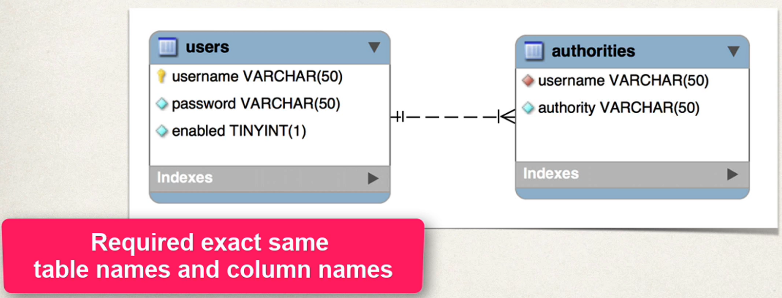 users
username VARCHAR(50)
password VARCHAR(50)
enabled TINYINT(1)
Indexes
authorities
username VARCHAR(50)
authority VARCHAR(50)
Indexes
Required exact same
table names and column names